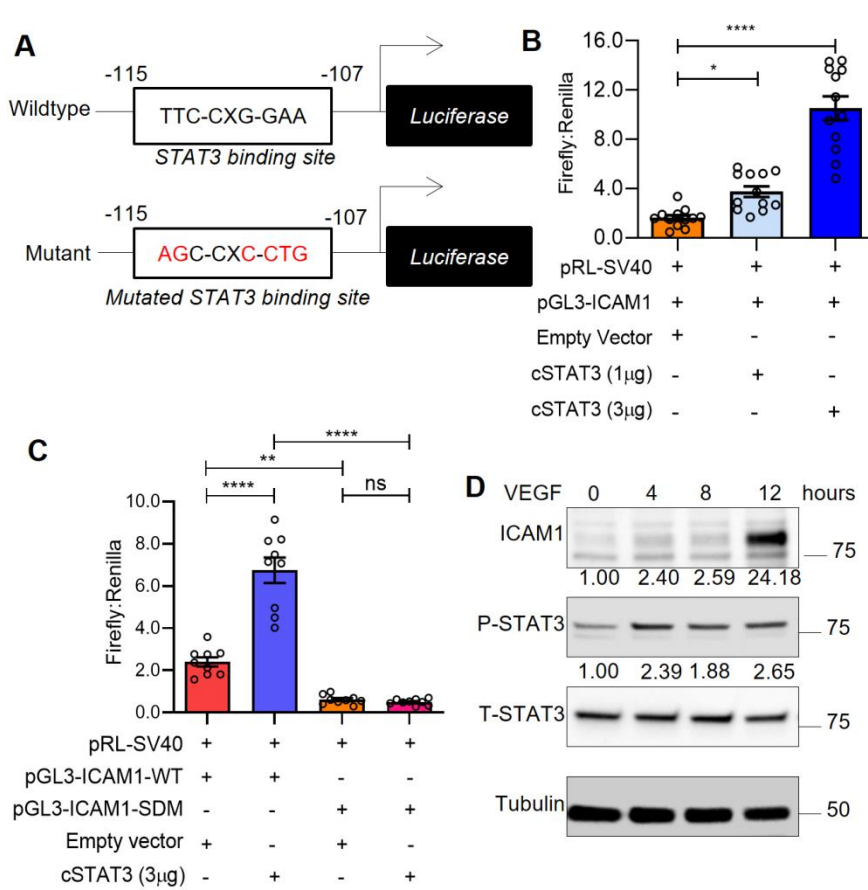 A
-115 -107
Wildtype TTC-CXG-GAA Luciferase
STAT3 binding site
-115 -107
Mutant AGC-CXC-CTG Luciferase
Mutated STAT3 binding site
B
****
*
16.0
12.0
8.0
4.0
0.0
Firefly:Renilla
pRL-SV40 + + +
pGL3-ICAM1 + + +
Empty Vector + - -
cSTAT3 (1µg) - + -
cSTAT3 (3µg) - - +
C
****
**
**** ns
10.0
8.0
6.0
4.0
2.0
0.0
Firefly:Renilla
pRL-SV40 + + + +
pGL3-ICAM1-WT + + - -
pGL3-ICAM1-SDM - - + +
Empty vector + - + -
cSTAT3 (3µg) - + - +
D VEGF 0 4 8 12 hours
ICAM1 75
1.00 2.40 2.59 24.18
P-STAT3 75
1.00 2.39 1.88 2.65
T-STAT3 75
Tubulin 50